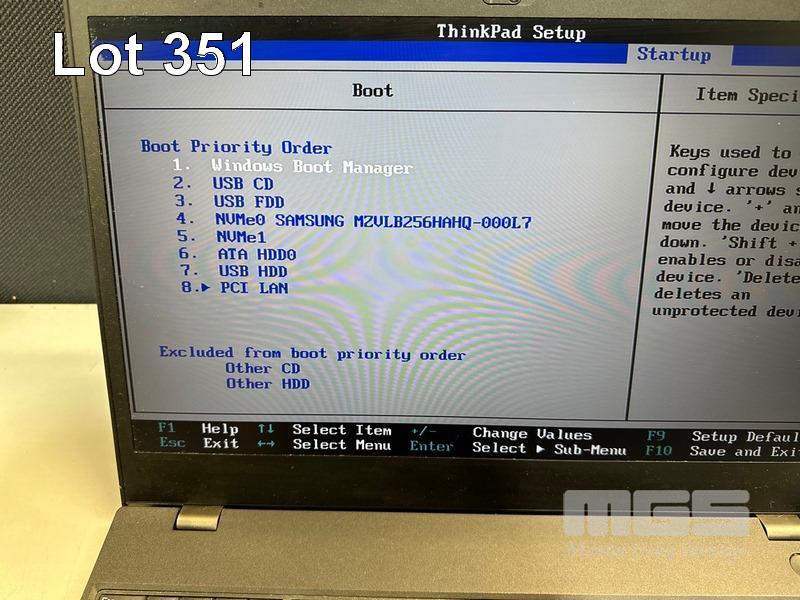 Lot 351
ThinkPad Setup
Startup
Boot
Item Speci
Boot Priority Order
1. Windows Boot Manager
2. USB CD
3. USB FDD
4. NVMe0 SAMSUNG MZVLB256HAHQ-000L7
5. NVMe1
6. ATA HDD0
7. USB HDD
8.▶ PCI LAN
Excluded from boot priority order
Other CD
Other HDD
Keys used to
configure dev
and ↓ arrows s
device. '+' an
move the devic
down. 'Shift +
enables or disa
device. 'Delete
deletes an
unprotected devi
F1 Help ↑↓ Select Item +/- Change Values F9 Setup Defaul
Esc Exit ←→ Select Menu Enter Select ▶ Sub-Menu F10 Save and Exi
MGS